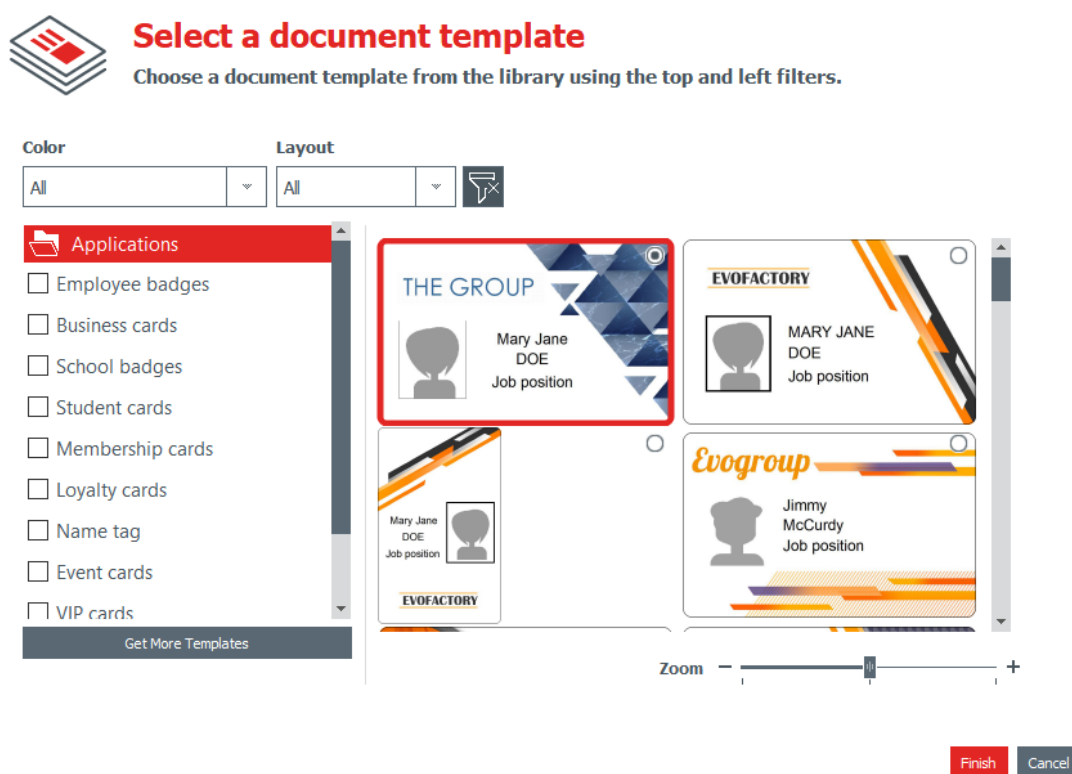 Select a document template
Choose a document template from the library using the top and left filters.
Color
Layout
All
All
Applications
Employee badges
Business cards
School badges
Student cards
Membership cards
Loyalty cards
Name tag
Event cards
VIP cards
Get More Templates
THE GROUP
Mary Jane
DOE
Job position
EVOFACTORY
MARY JANE
DOE
Job position
Mary Jane
DOE
Job position
EVOFACTORY
Evogroup
Jimmy
McCurdy
Job position
Zoom
Finish
Cancel